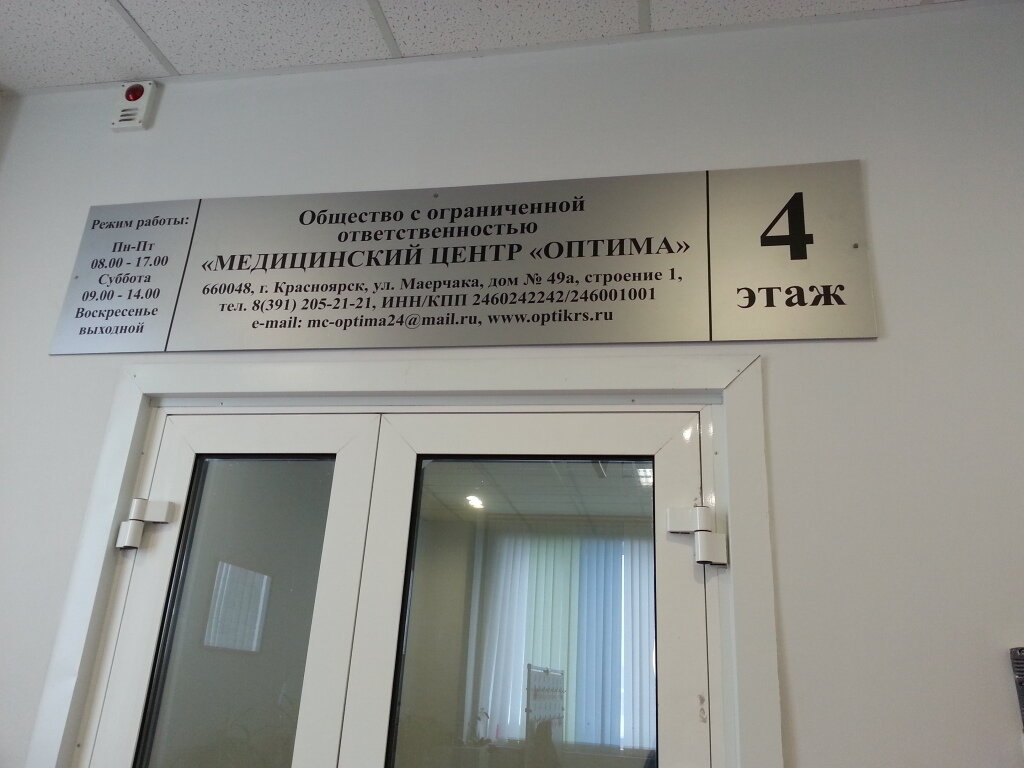 Режим работы:
Пн-Пт
08.00 - 17.00
Суббота
09.00 - 14.00
Воскресенье
выходной
Общество с ограниченной
ответственностью
«МЕДИЦИНСКИЙ ЦЕНТР «ОПТИМА»
660048, г. Красноярск, ул. Маерчака, дом № 49а, строение 1,
тел. 8(391) 205-21-21, ИНН/КПП 2460242242/246001001
e-mail: mc-optima24@mail.ru, www.optikrs.ru
4
этаж